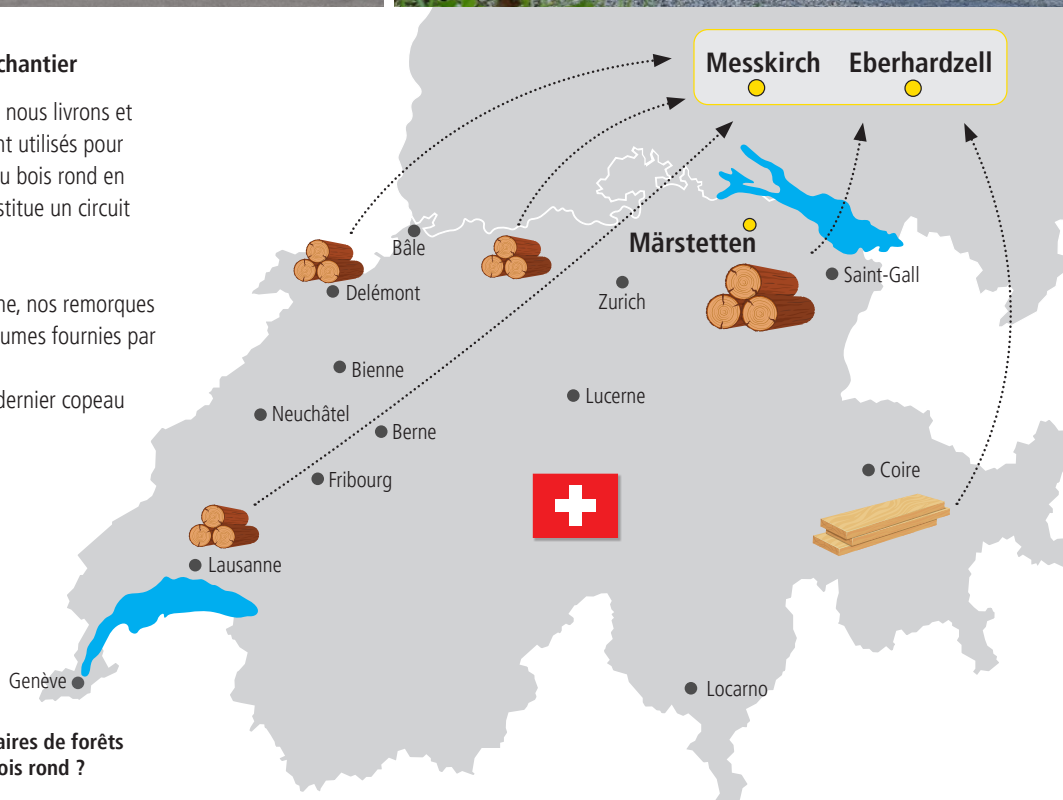 chantier
nous livrons et
nt utilisés pour
u bois rond en
stitue un circuit
ne, nos remorques
umes fournies par
dernier copeau
aires de forêts
ois rond ?
Messkirch
Eberhardzell
Bâle
Märstetten
Delémont
Zurich
Saint-Gall
Bienne
Lucerne
Neuchâtel
Berne
Coire
Fribourg
Lausanne
Genève
Locarno